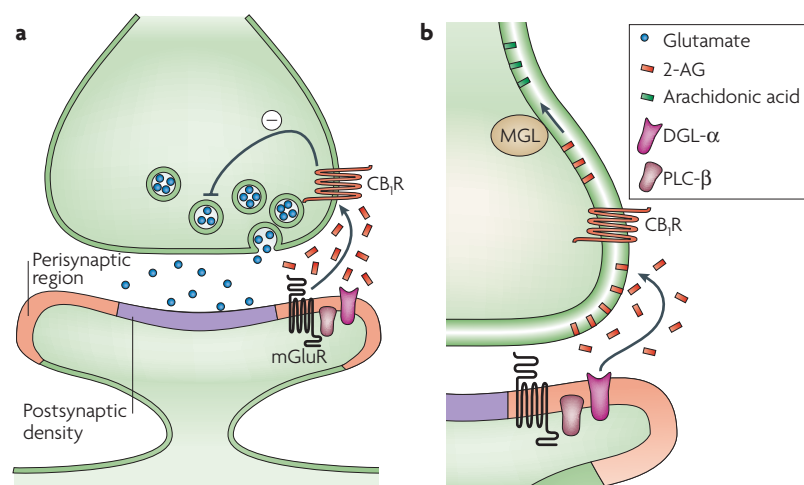 a
−
CB₁R
Perisynaptic
region
mGluR
Postsynaptic
density
b
Glutamate
2-AG
Arachidonic acid
DGL-α
PLC-β
MGL
CB₁R